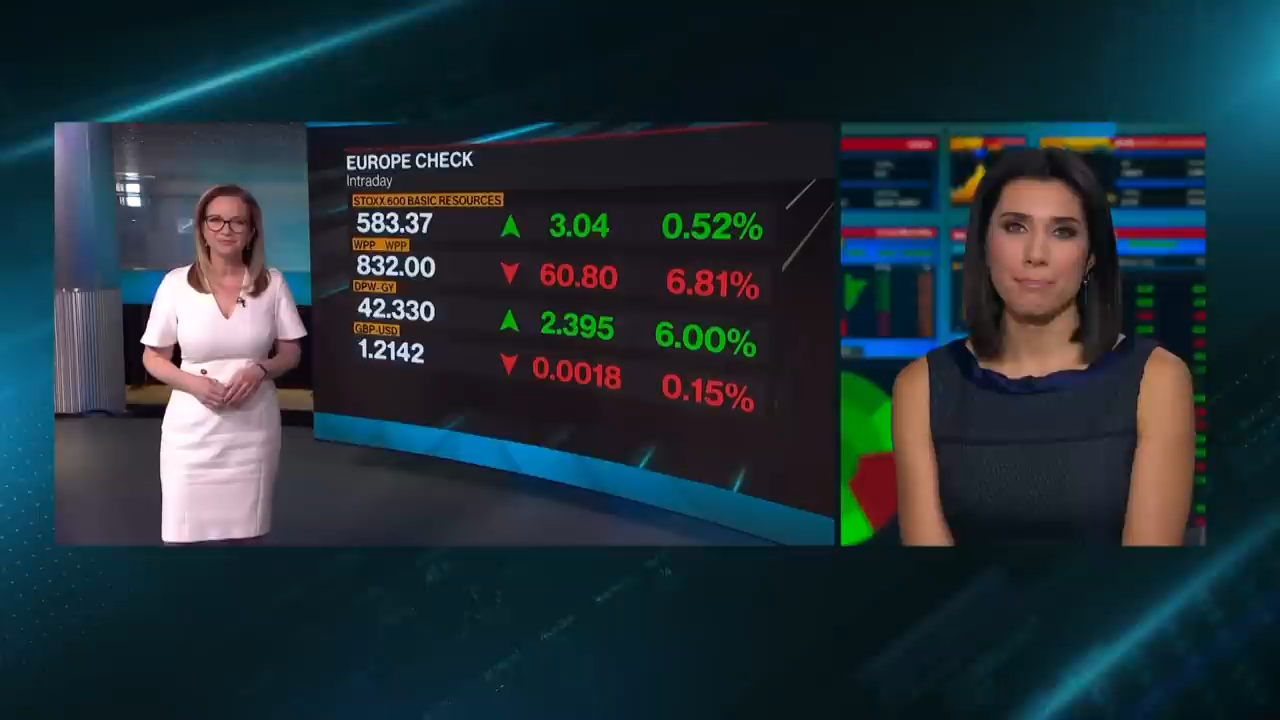 EUROPE CHECK
Intraday
STOXX 600 BASIC RESOURCES
583.37 3.04 0.52%
WPP WPP
832.00 60.80 6.81%
DPW-GY
42.330 2.395 6.00%
GBP-USD
1.2142 0.0018 0.15%